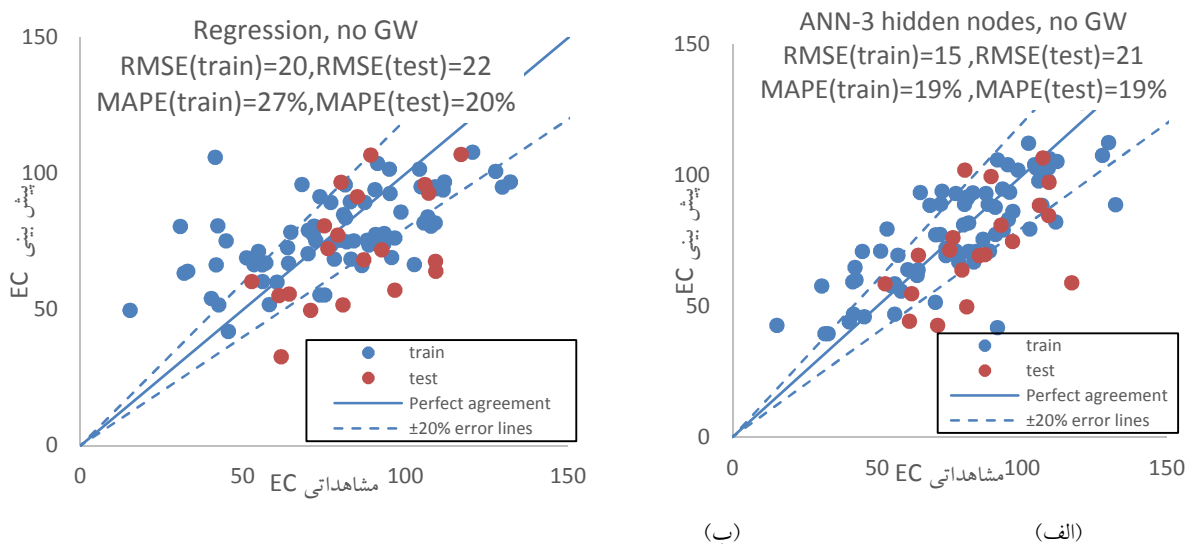 Regression, no GW
RMSE(train)=20,RMSE(test)=22
MAPE(train)=27%,MAPE(test)=20%
150
100
50
0
پیش بینی EC
train
test
Perfect agreement
±20% error lines
0
50
100
150
مشاهداتی EC
ANN-3 hidden nodes, no GW
RMSE(train)=15 ,RMSE(test)=21
MAPE(train)=19% ,MAPE(test)=19%
150
100
50
0
پیش بینی EC
train
test
Perfect agreement
±20% error lines
0
50
100
150
مشاهداتی EC
(الف)
(ب)